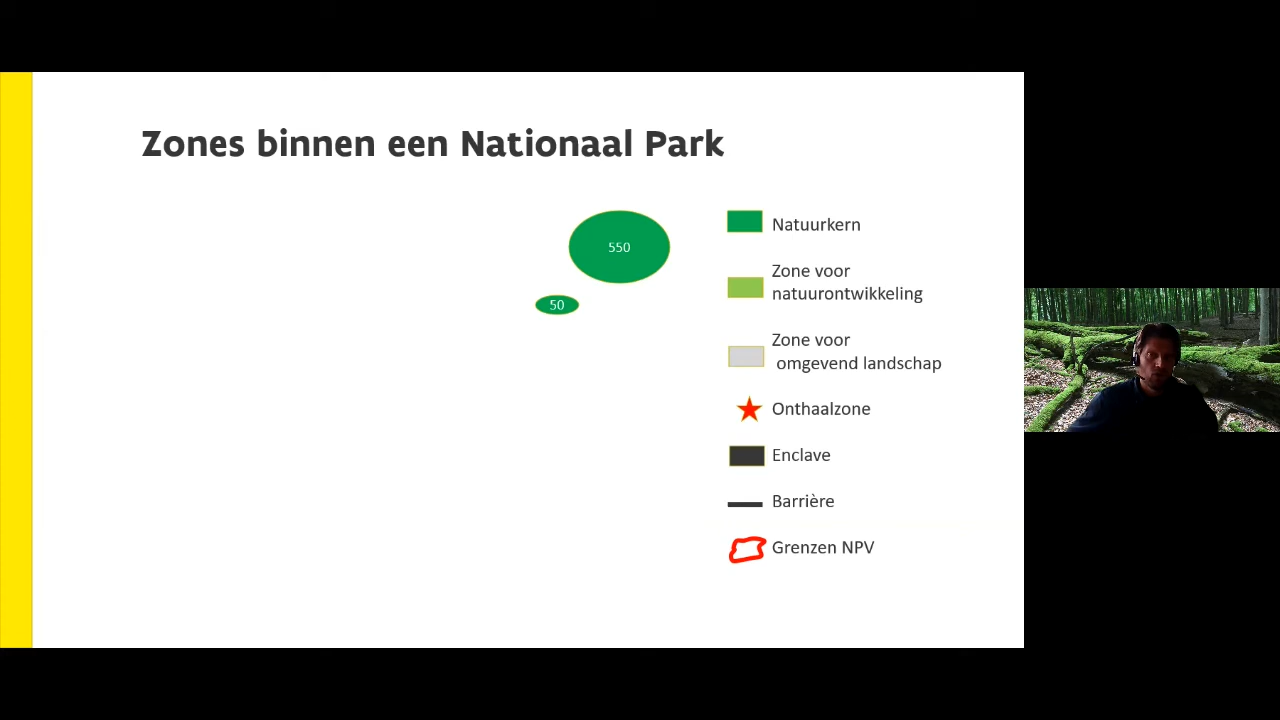 Zones binnen een Nationaal Park
550
50
Natuurkern
Zone voor
natuurontwikkeling
Zone voor
omgevend landschap
Onthaalzone
Enclave
Barrière
Grenzen NPV